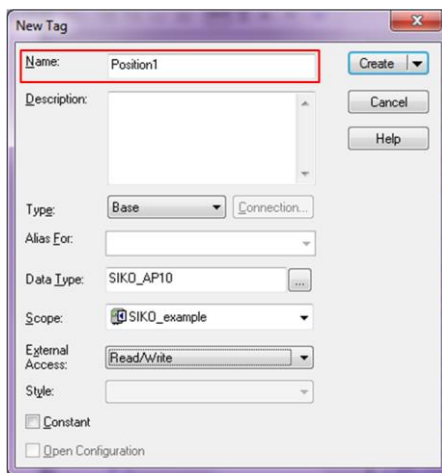 New Tag
Name: Position1
Create
Description:
Cancel
Help
Type: Base Connection...
Alias For:
Data Type: SIKO_AP10 ...
Scope: SIKO_example
External Access: Read/Write
Style:
Constant
Open Configuration